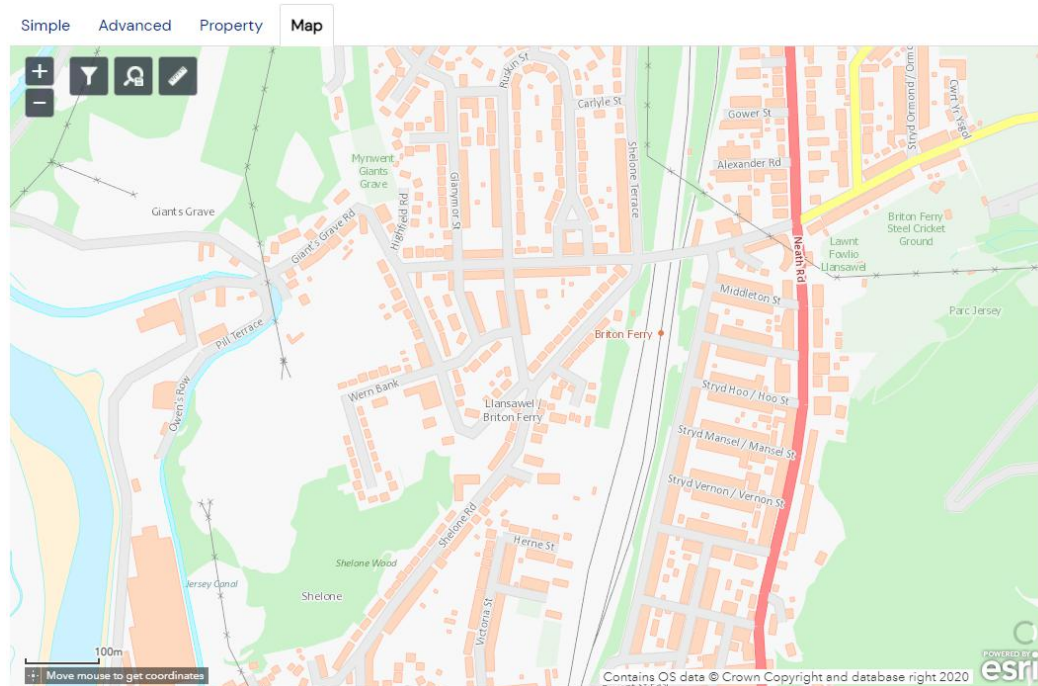 Simple Advanced Property Map
+
−
Ruskin St
Carlyle St
Gower St
Stryd Ormond / Orm
Cwrt Yr Ysgol
Mynwent
Giants
Grave
Glanymor St
Shelone Terrace
Alexander Rd
Giants Grave
Highfield Rd
Giant's Grave Rd
Briton Ferry
Steel Cricket
Ground
Neath Rd
Lawnt
Fowlio
Llansawel
Middleton St
Parc Jersey
Pill Terrace
Briton Ferry
Owen's Row
Wern Bank
Llansawel /
Briton Ferry
Stryd Hoo / Hoo St
Stryd Mansel / Mansel St
Stryd Vernon / Vernon St
Shelone Rd
Herne St
Shelone Wood
Jersey Canal
Shelone
Victoria St
100m
Move mouse to get coordinates
Contains OS data © Crown Copyright and database right 2020
POWERED BY
esri